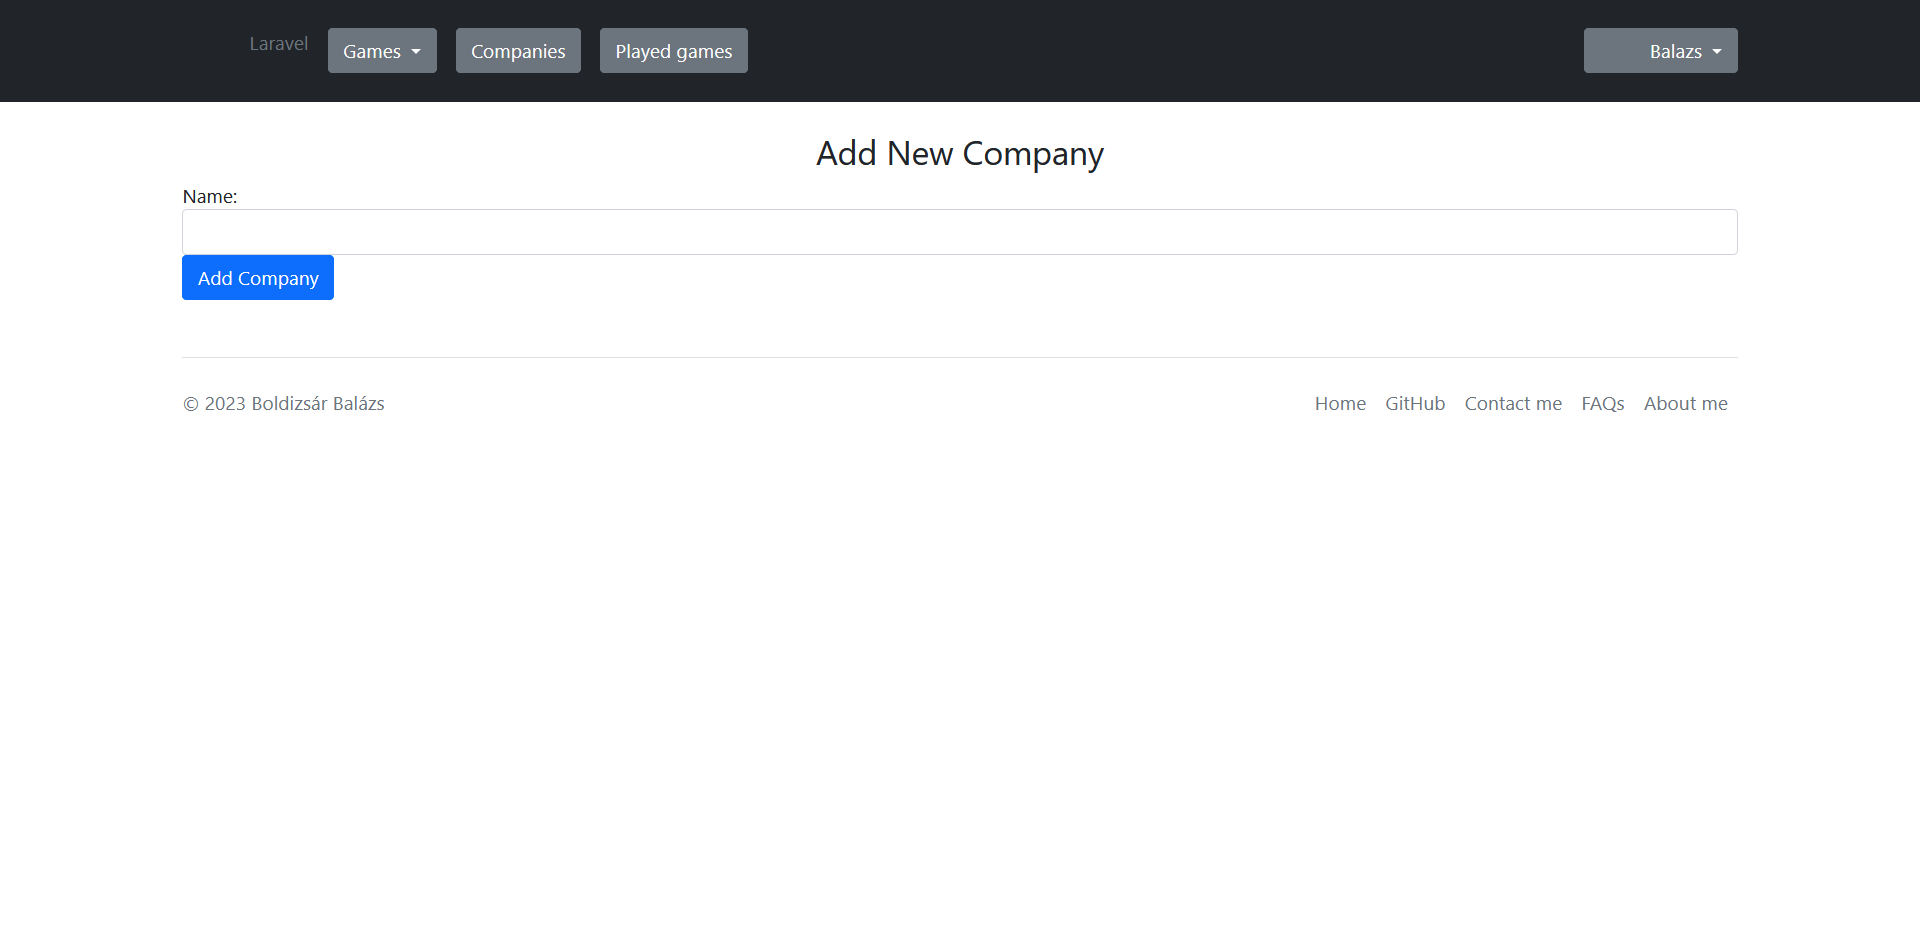 Laravel Games Companies Played games Balazs
Add New Company
Name:
Add Company
© 2023 Boldizsár Balázs Home GitHub Contact me FAQs About me